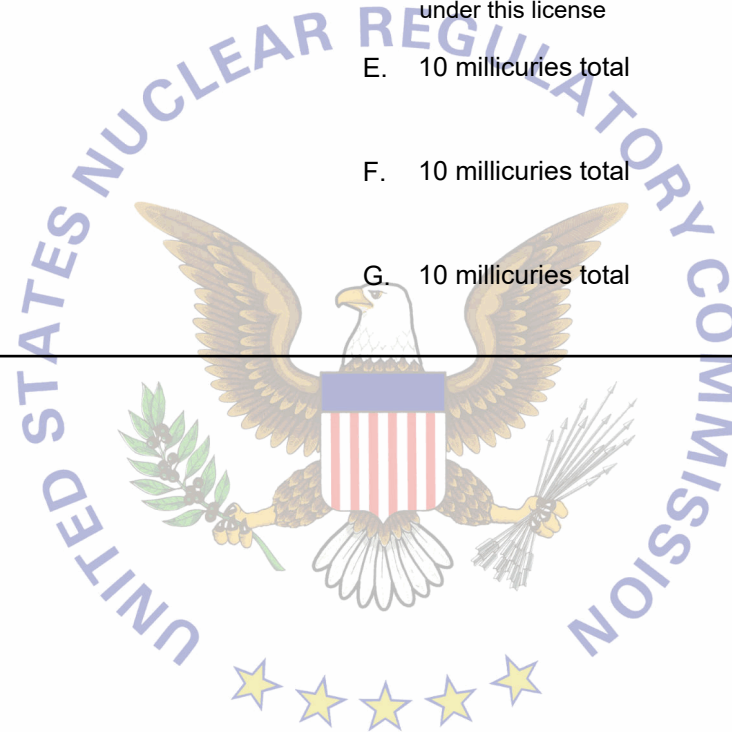 under this license
E. 10 millicuries total
F. 10 millicuries total
G. 10 millicuries total
UNITED STATES NUCLEAR REGULATORY COMMISSION